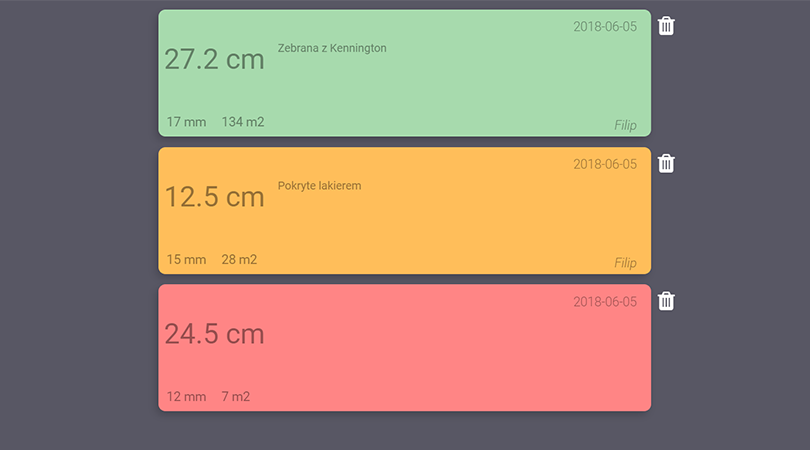 2018-06-05
27.2 cm
Zebrana z Kennington
17 mm 134 m2
Filip
2018-06-05
12.5 cm
Pokryte lakierem
15 mm 28 m2
Filip
2018-06-05
24.5 cm
12 mm 7 m2